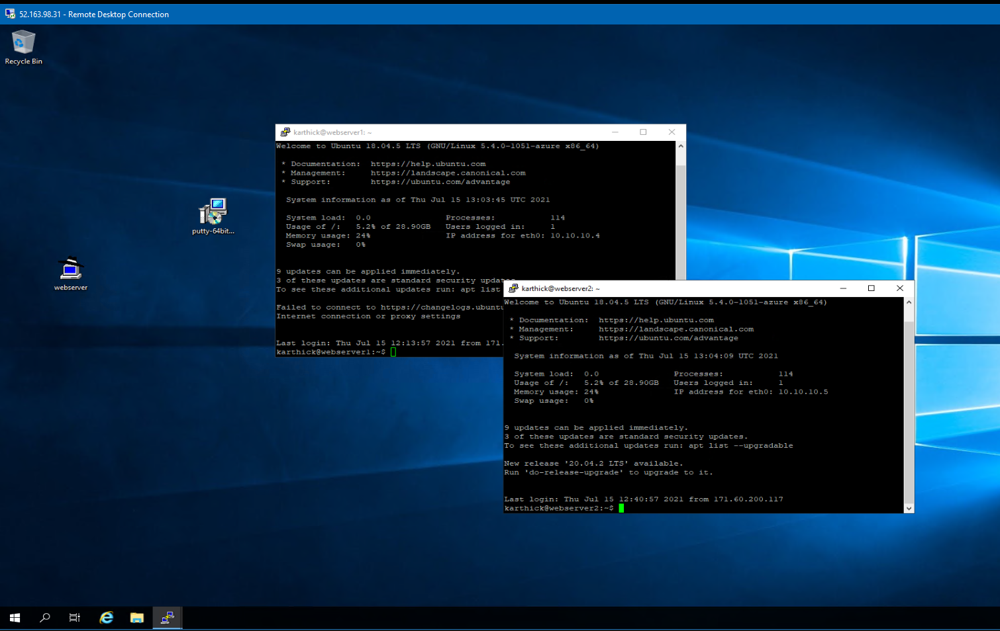 52.163.98.31 - Remote Desktop Connection
Recycle Bin
putty-64bit...
webserver
karthick@webserver1: ~
Welcome to Ubuntu 18.04.5 LTS (GNU/Linux 5.4.0-1051-azure x86_64)
* Documentation:  https://help.ubuntu.com
* Management:     https://landscape.canonical.com
* Support:        https://ubuntu.com/advantage
System information as of Thu Jul 15 13:03:45 UTC 2021
System load:  0.0               Processes:           114
Usage of /:   5.2% of 28.90GB   Users logged in:     1
Memory usage: 24%               IP address for eth0: 10.10.10.4
Swap usage:   0%
9 updates can be applied immediately.
3 of these updates are standard security updates.
To see these additional updates run: apt list
Failed to connect to https://changelogs.ubuntu
Internet connection or proxy settings
Last login: Thu Jul 15 12:13:57 2021 from 171.
karthick@webserver1:~$
karthick@webserver2: ~
Welcome to Ubuntu 18.04.5 LTS (GNU/Linux 5.4.0-1051-azure x86_64)
* Documentation:  https://help.ubuntu.com
* Management:     https://landscape.canonical.com
* Support:        https://ubuntu.com/advantage
System information as of Thu Jul 15 13:04:09 UTC 2021
System load:  0.0               Processes:           114
Usage of /:   5.2% of 28.90GB   Users logged in:     1
Memory usage: 24%               IP address for eth0: 10.10.10.5
Swap usage:   0%
9 updates can be applied immediately.
3 of these updates are standard security updates.
To see these additional updates run: apt list --upgradable
New release '20.04.2 LTS' available.
Run 'do-release-upgrade' to upgrade to it.
Last login: Thu Jul 15 12:40:57 2021 from 171.60.200.117
karthick@webserver2:~$